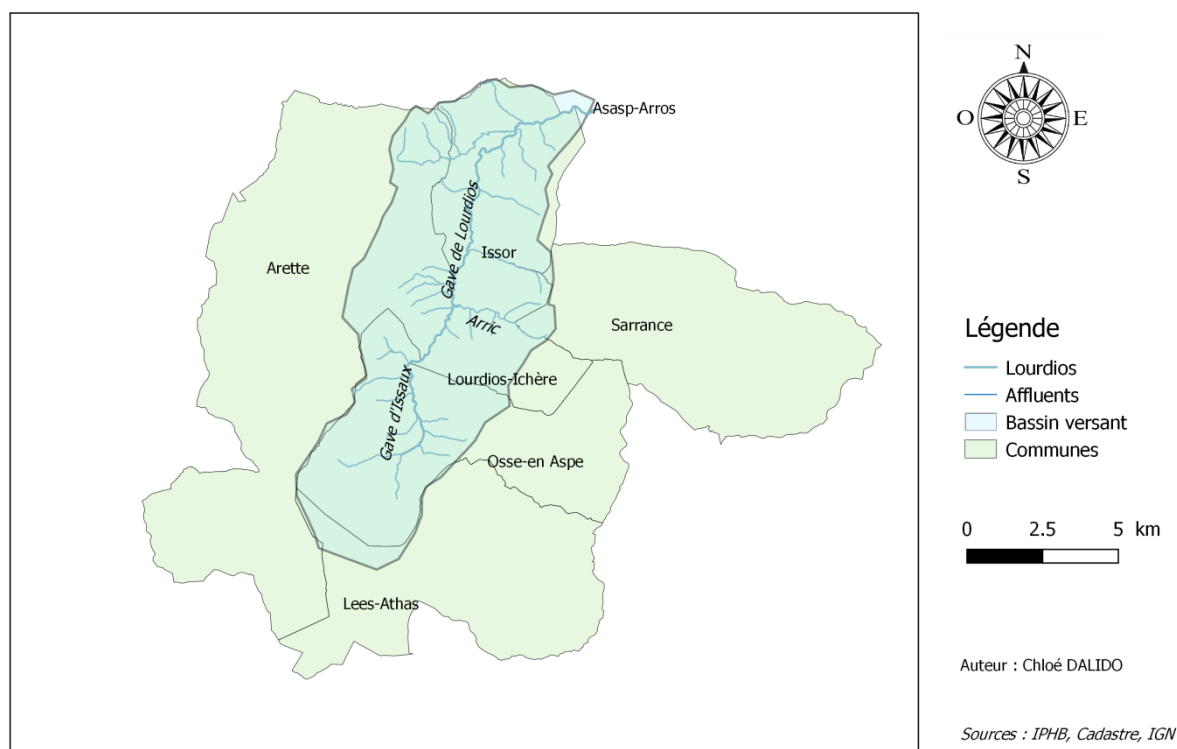 Asasp-Arros
Gave de Lourdios
Issor
Arette
Arric
Sarrance
Lourdios-Ichère
Gave d'Issaux
Osse-en Aspe
Lees-Athas
N
O
E
S
Légende
Lourdios
Affluents
Bassin versant
Communes
0 2.5 5 km
Auteur : Chloé DALIDO
Sources : IPHB, Cadastre, IGN